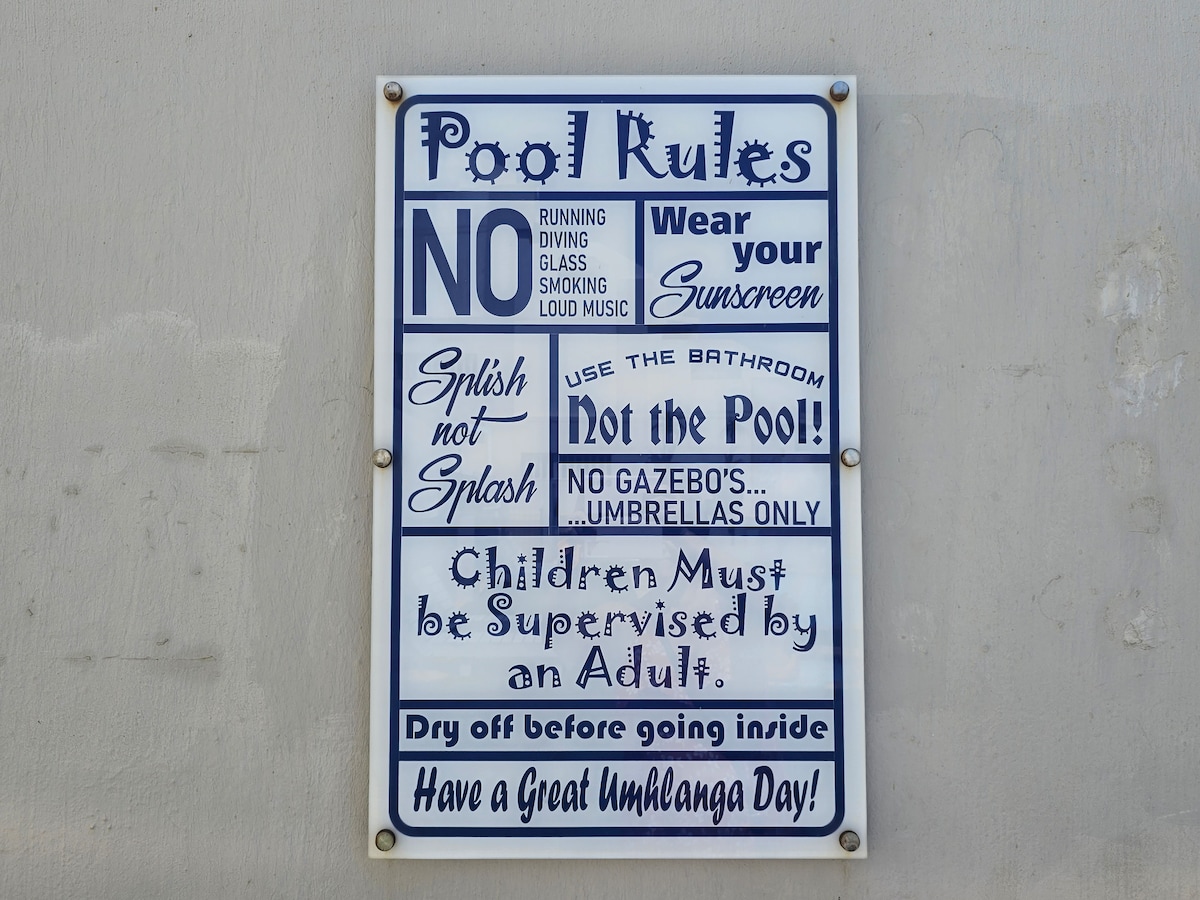 Pool Rules
NO
RUNNING
DIVING
GLASS
SMOKING
LOUD MUSIC
Wear
your
Sunscreen
Splish
not
Splash
USE THE BATHROOM
Not the Pool!
NO GAZEBO'S...
...UMBRELLAS ONLY
Children Must
be Supervised by
an Adult.
Dry off before going inside
Have a Great Umhlanga Day!